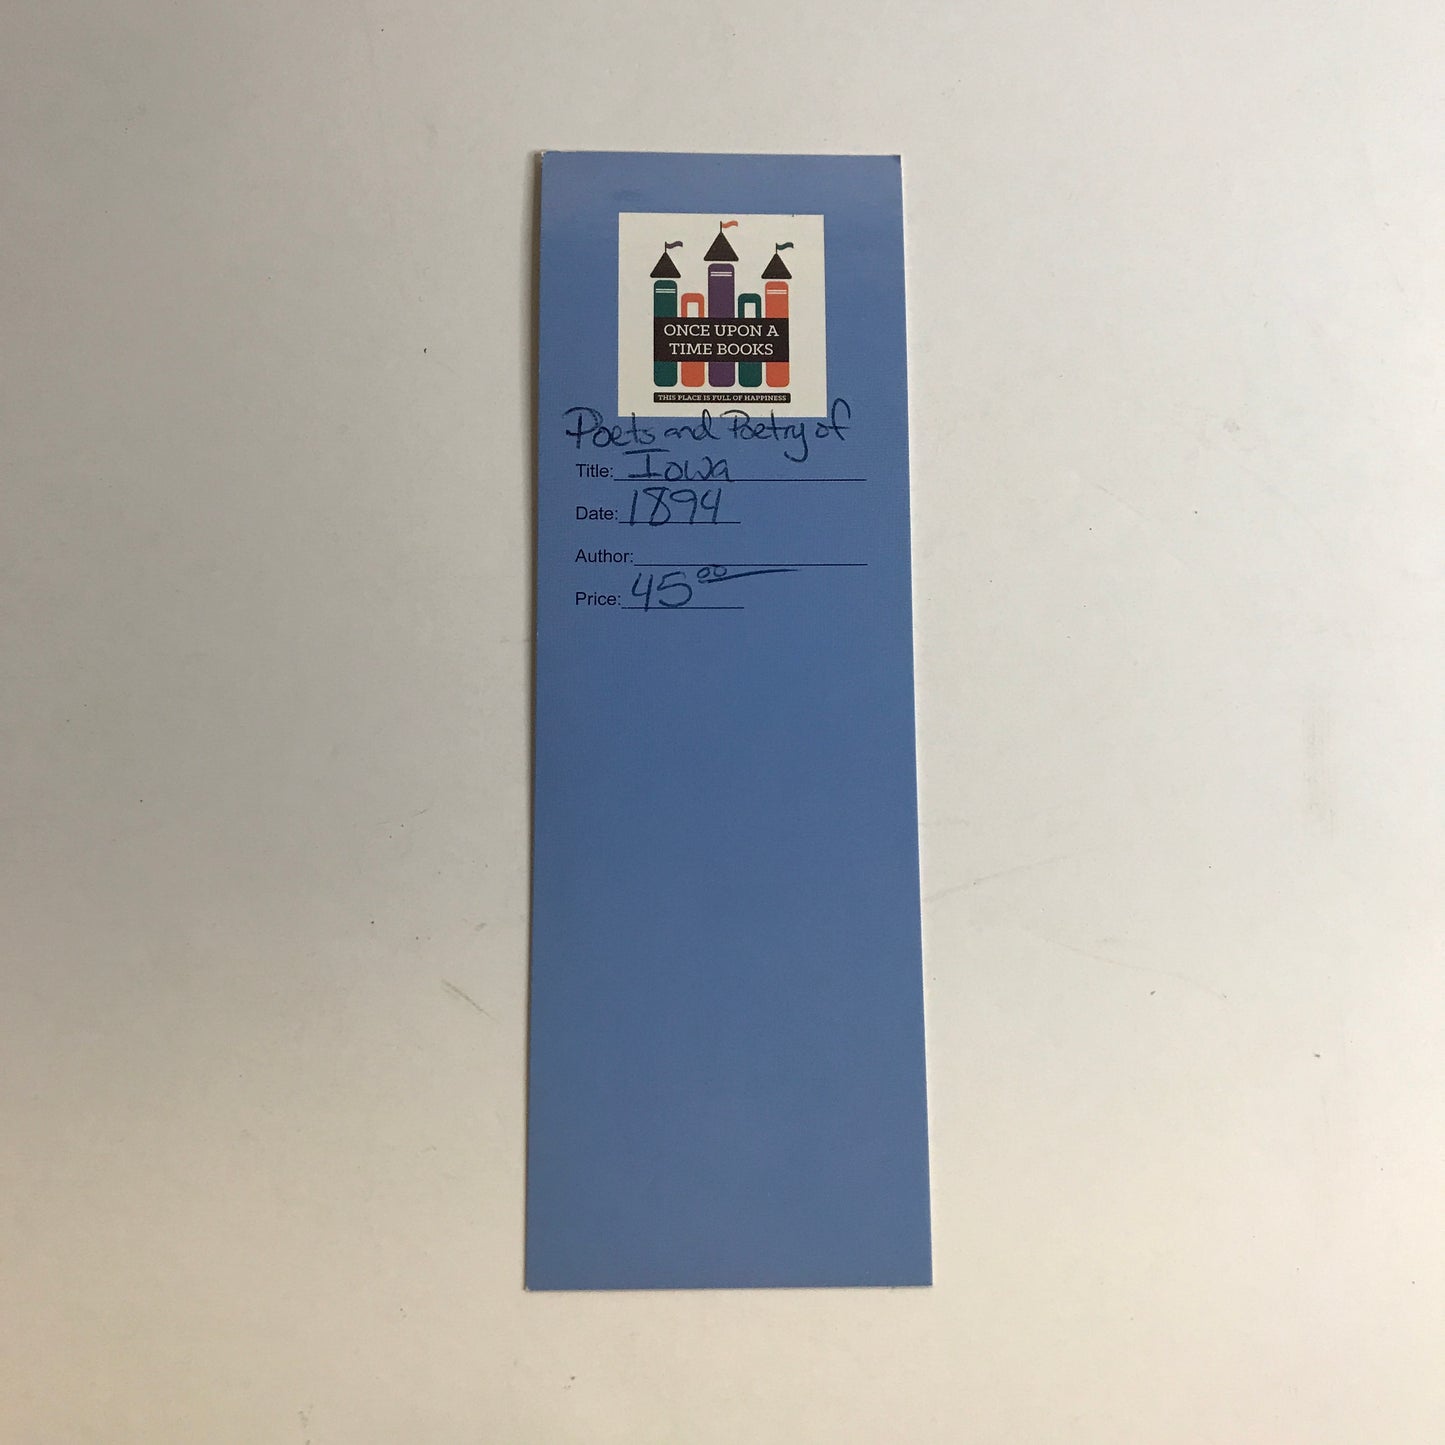 ONCE UPON A
TIME BOOKS
THIS PLACE IS FULL OF HAPPINESS
Poets and Poetry of
Title: Iowa
Date: 1894
Author:
Price: 45 00